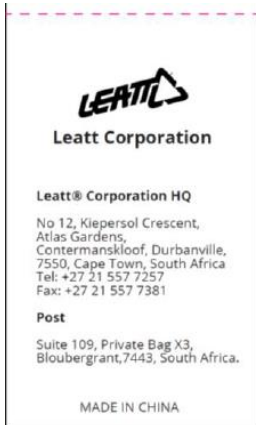 LEATT
Leatt Corporation
Leatt® Corporation HQ
No 12, Kiepersol Crescent,
Atlas Gardens,
Contermanskloof, Durbanville,
7550, Cape Town, South Africa
Tel: +27 21 557 7257
Fax: +27 21 557 7381
Post
Suite 109, Private Bag X3,
Bloubergrant,7443, South Africa.
MADE IN CHINA